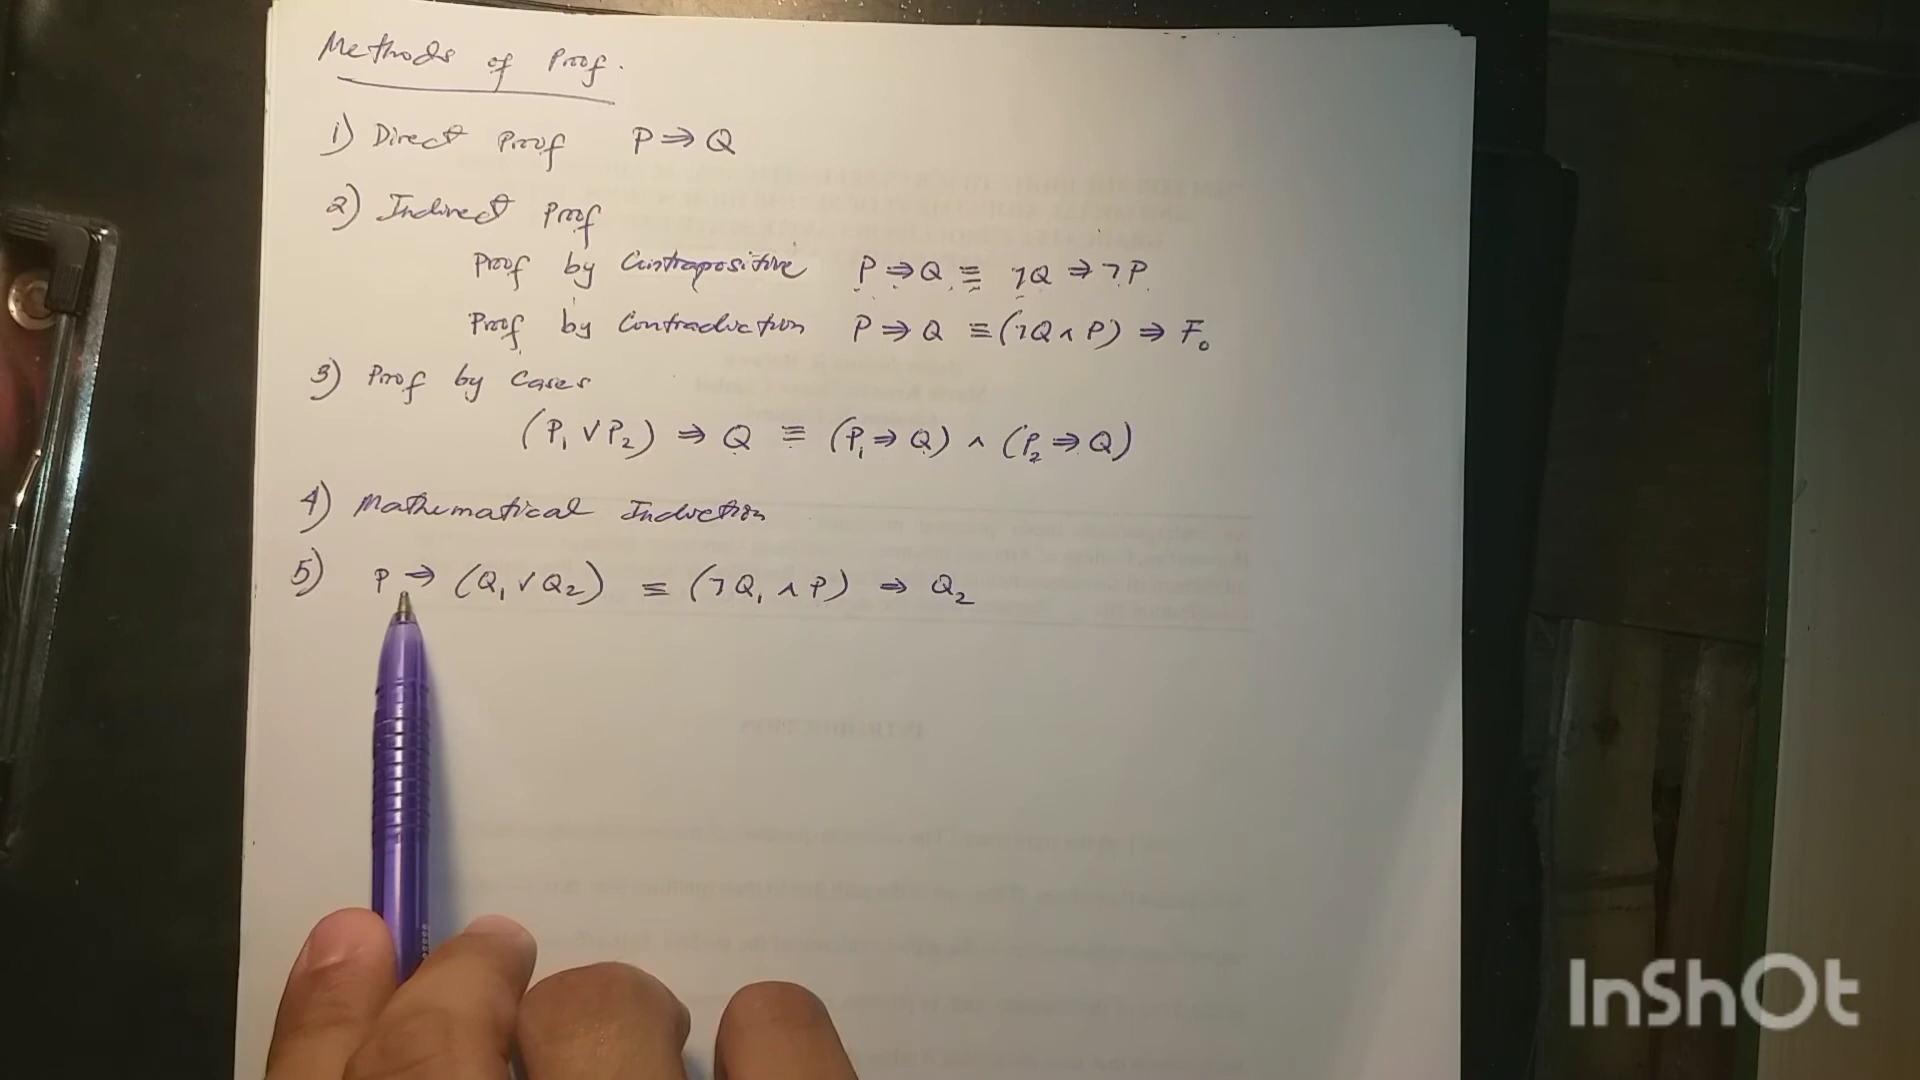 Methods of Proof.
1) Direct Proof P ⇒ Q
2) Indirect Proof
Proof by Contrapositive P ⇒ Q ≡ ¬Q ⇒ ¬P
Proof by Contradiction P ⇒ Q ≡ (¬Q ∧ P) ⇒ F₀
3) Proof by Cases
(P₁ ∨ P₂) ⇒ Q ≡ (P₁ ⇒ Q) ∧ (P₂ ⇒ Q)
4) Mathematical Induction
5) P ⇒ (Q₁ ∨ Q₂) ≡ (¬Q₁ ∧ P) ⇒ Q₂
InShOt